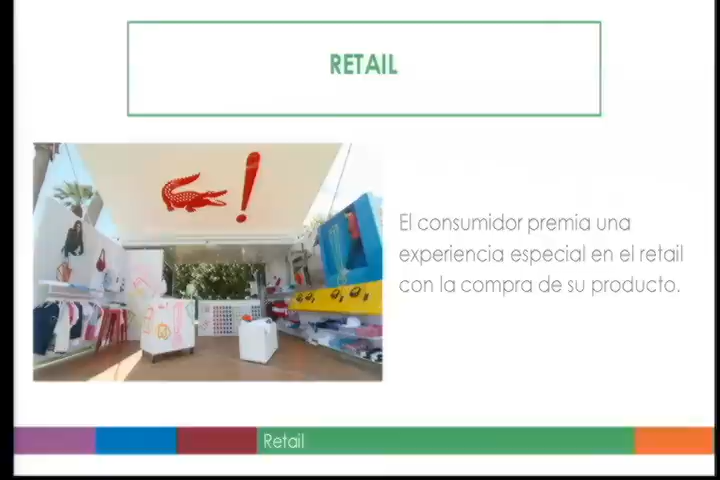 RETAIL
El consumidor premia una
experiencia especial en el retail
con la compra de su producto.
Retail